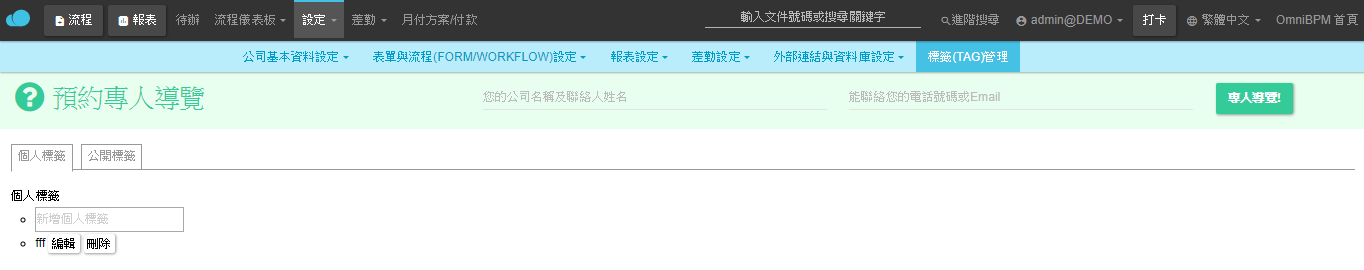 流程 報表 待辦 流程儀表板 設定 差勤 月付方案/付款 輸入文件號碼或搜尋關鍵字 進階搜尋 admin@DEMO 打卡 繁體中文 OmniBPM 首頁
公司基本資料設定 表單與流程(FORM/WORKFLOW)設定 報表設定 差勤設定 外部連結與資料庫設定 標籤(TAG)管理
預約專人導覽 您的公司名稱及聯絡人姓名 能聯絡您的電話號碼或Email 專人導覽!
個人標籤 公開標籤
個人標籤
新增個人標籤
fff 編輯 刪除